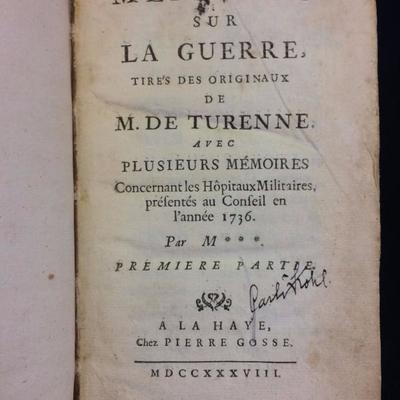 SUR
LA GUERRE,
TIRÉS DES ORIGINAUX
DE
M. DE TURENNE.
AVEC
PLUSIEURS MÉMOIRES
Concernant les Hôpitaux Militaires,
préſentés au Conſeil en
l'année 1736.
Par M***.
PREMIERE PARTIE.
A LA HAYE,
Chez PIERRE GOSSE.
MDCCXXXVIII.